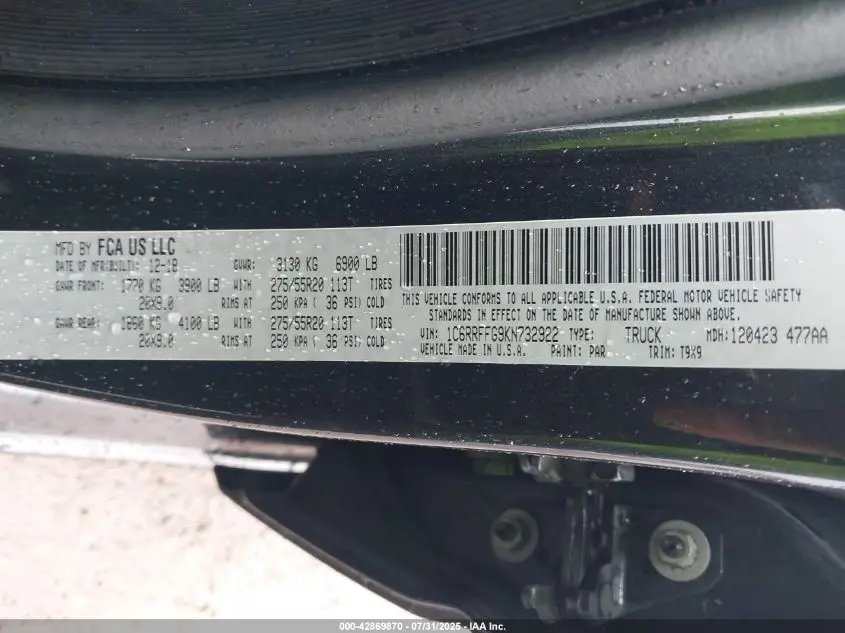 MFD BY FCA US LLC
DATE OF MFR(BUILT): 12-18 GVWR: 3130 KG 6900 LB
GAWR FRONT: 1770 KG 3900 LB WITH 275/55R20 113T TIRES
20X9.0 RIMS AT 250 KPA ( 36 PSI) COLD
GAWR REAR: 1860 KG 4100 LB WITH 275/55R20 113T TIRES
20X9.0 RIMS AT 250 KPA ( 36 PSI) COLD
THIS VEHICLE CONFORMS TO ALL APPLICABLE U.S.A. FEDERAL MOTOR VEHICLE SAFETY
STANDARDS IN EFFECT ON THE DATE OF MANUFACTURE SHOWN ABOVE.
VIN: 1C6RRFFG9KN732922 TYPE: TRUCK MDH: 120423 477AA
VEHICLE MADE IN U.S.A. PAINT: PAR TRIM: T9X9
000-42869870 | 07/31/2025 - IAA Inc.